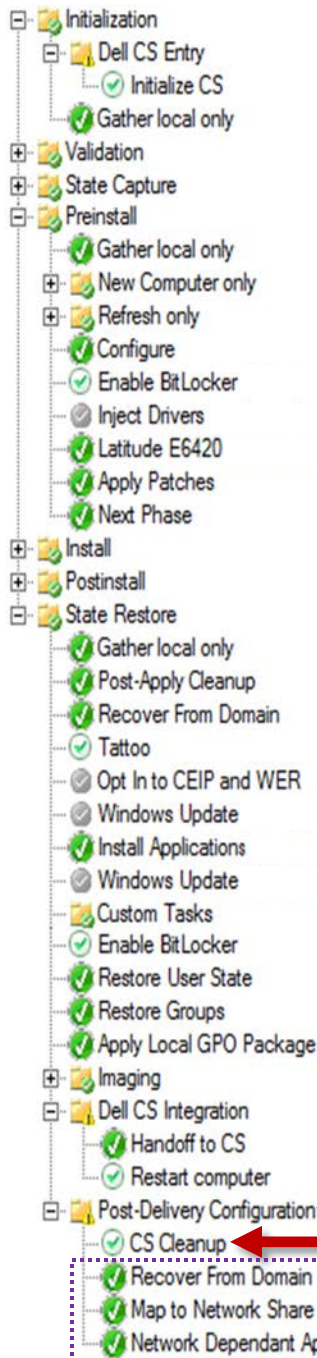 Initialization
Dell CS Entry
Initialize CS
Gather local only
Validation
State Capture
Preinstall
Gather local only
New Computer only
Refresh only
Configure
Enable BitLocker
Inject Drivers
Latitude E6420
Apply Patches
Next Phase
Install
Postinstall
State Restore
Gather local only
Post-Apply Cleanup
Recover From Domain
Tattoo
Opt In to CEIP and WER
Windows Update
Install Applications
Windows Update
Custom Tasks
Enable BitLocker
Restore User State
Restore Groups
Apply Local GPO Package
Imaging
Dell CS Integration
Handoff to CS
Restart computer
Post-Delivery Configuration
CS Cleanup
Recover From Domain
Map to Network Share
Network Dependant Ap